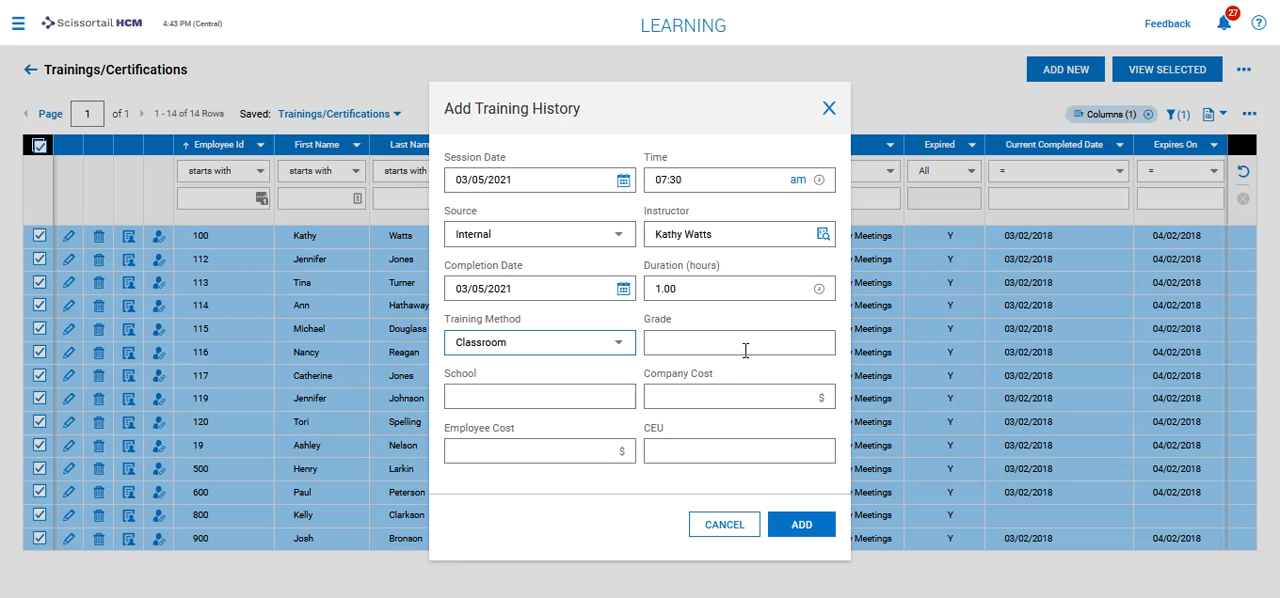 Scissortail HCM 4:43 PM (Central) LEARNING Feedback 27 ?
Trainings/Certifications ADD NEW VIEW SELECTED
Page 1 of 1 1 - 14 of 14 Rows Saved: Trainings/Certifications Columns (1) (1)
Employee Id First Name Last Nam Expired Current Completed Date Expires On
starts with starts with starts with All = =
100 Kathy Watts Meetings Y 03/02/2018 04/02/2018
112 Jennifer Jones Meetings Y 03/02/2018 04/02/2018
113 Tina Turner Meetings Y 03/02/2018 04/02/2018
114 Ann Hathaway Meetings Y 03/02/2018 04/02/2018
115 Michael Douglass Meetings Y 03/02/2018 04/02/2018
116 Nancy Reagan Meetings Y 03/02/2018 04/02/2018
117 Catherine Jones Meetings Y 03/02/2018 04/02/2018
119 Jennifer Johnson Meetings Y 03/02/2018 04/02/2018
120 Tori Spelling Meetings Y 03/02/2018 04/02/2018
19 Ashley Nelson Meetings Y 03/02/2018 04/02/2018
500 Henry Larkin Meetings Y 03/02/2018 04/02/2018
600 Paul Peterson Meetings Y 03/02/2018 04/02/2018
800 Kelly Clarkson Meetings Y
900 Josh Bronson Meetings Y 03/02/2018 04/02/2018
Add Training History
Session Date Time
03/05/2021 07:30 am
Source Instructor
Internal Kathy Watts
Completion Date Duration (hours)
03/05/2021 1.00
Training Method Grade
Classroom
School Company Cost
$
Employee Cost CEU
$
CANCEL ADD